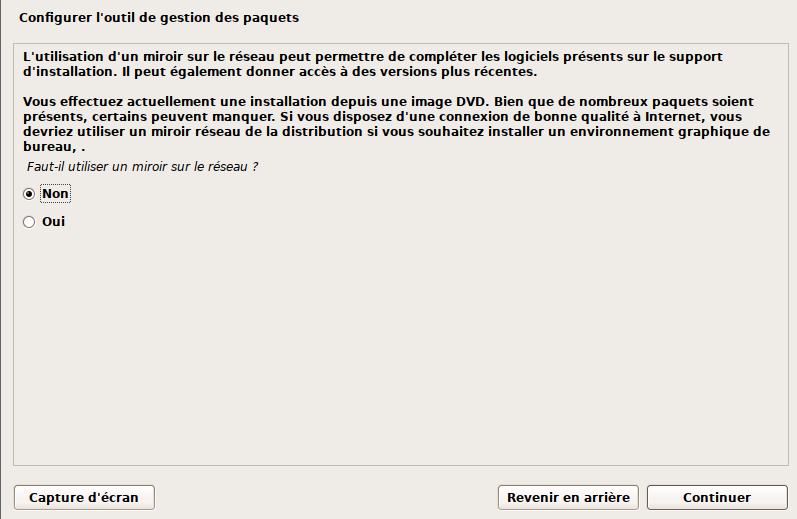 Configurer l'outil de gestion des paquets
L'utilisation d'un miroir sur le réseau peut permettre de compléter les logiciels présents sur le support
d'installation. Il peut également donner accès à des versions plus récentes.
Vous effectuez actuellement une installation depuis une image DVD. Bien que de nombreux paquets soient
présents, certains peuvent manquer. Si vous disposez d'une connexion de bonne qualité à Internet, vous
devriez utiliser un miroir réseau de la distribution si vous souhaitez installer un environnement graphique de
bureau, .
Faut-il utiliser un miroir sur le réseau ?
Non
Oui
Capture d'écran
Revenir en arrière
Continuer